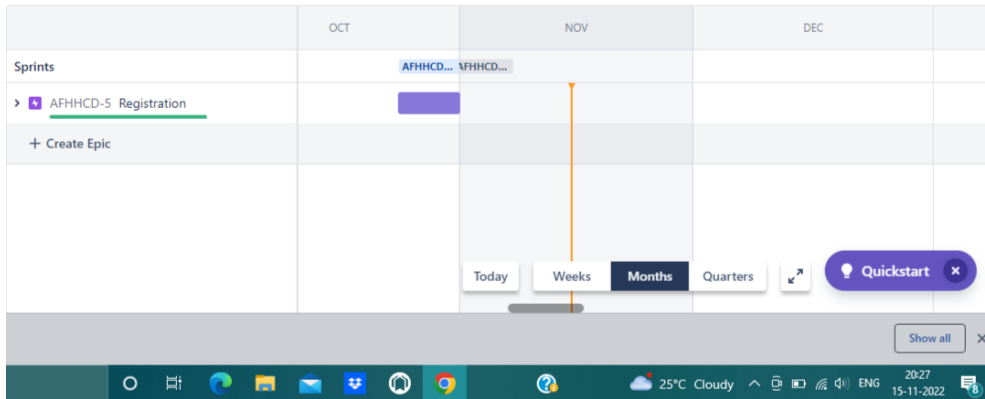 OCT NOV DEC
Sprints AFHHCD... AFHHCD...
AFHHCD-5 Registration
+ Create Epic
Today Weeks Months Quarters Quickstart
Show all
25°C Cloudy ENG 20:27
15-11-2022 8